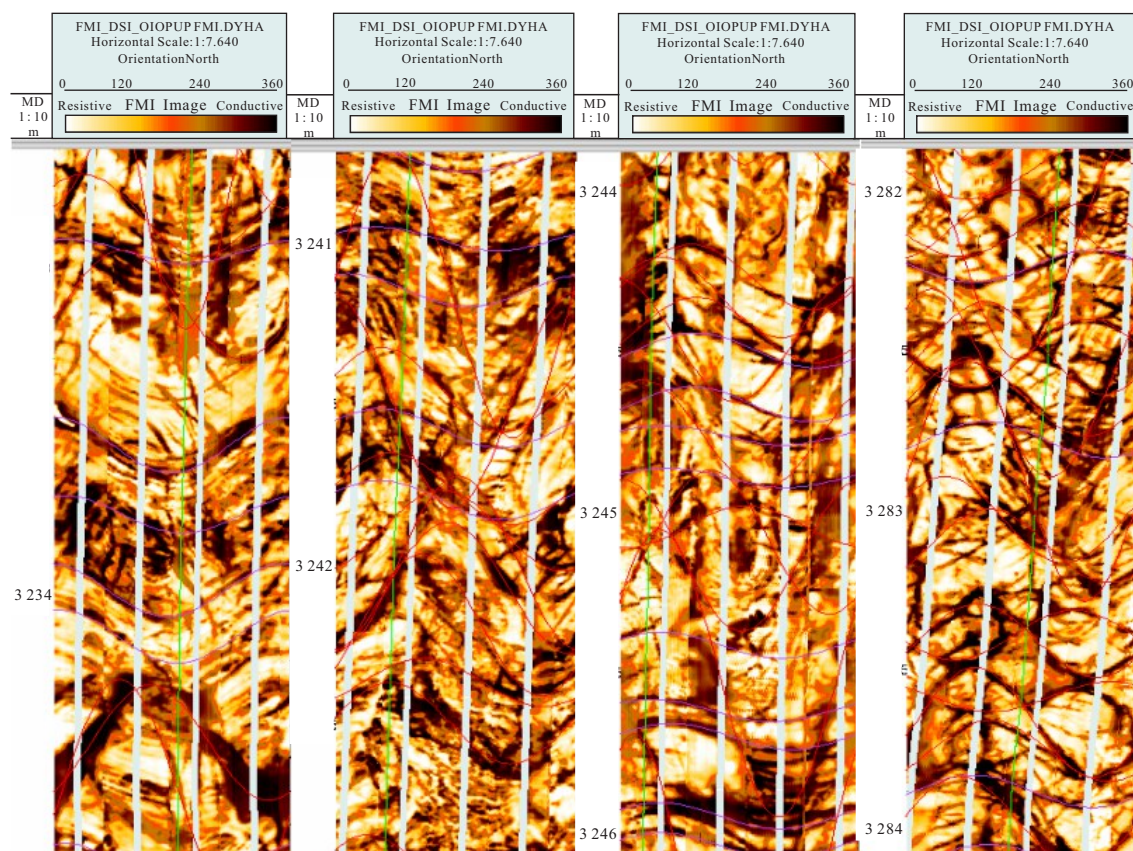 FMI_DSI_OIOPUP FMI.DYHA
Horizontal Scale:1:7.640
OrientationNorth
0 120 240 360
MD
1:10
m
Resistive FMI Image Conductive
3 234
FMI_DSI_OIOPUP FMI.DYHA
Horizontal Scale:1:7.640
OrientationNorth
0 120 240 360
MD
1:10
m
Resistive FMI Image Conductive
3 241
3 242
FMI_DSI_OIOPUP FMI.DYHA
Horizontal Scale:1:7.640
OrientationNorth
0 120 240 360
MD
1:10
m
Resistive FMI Image Conductive
3 244
3 245
3 246
FMI_DSI_OIOPUP FMI.DYHA
Horizontal Scale:1:7.640
OrientationNorth
0 120 240 360
MD
1:10
m
Resistive FMI Image Conductive
3 282
3 283
3 284